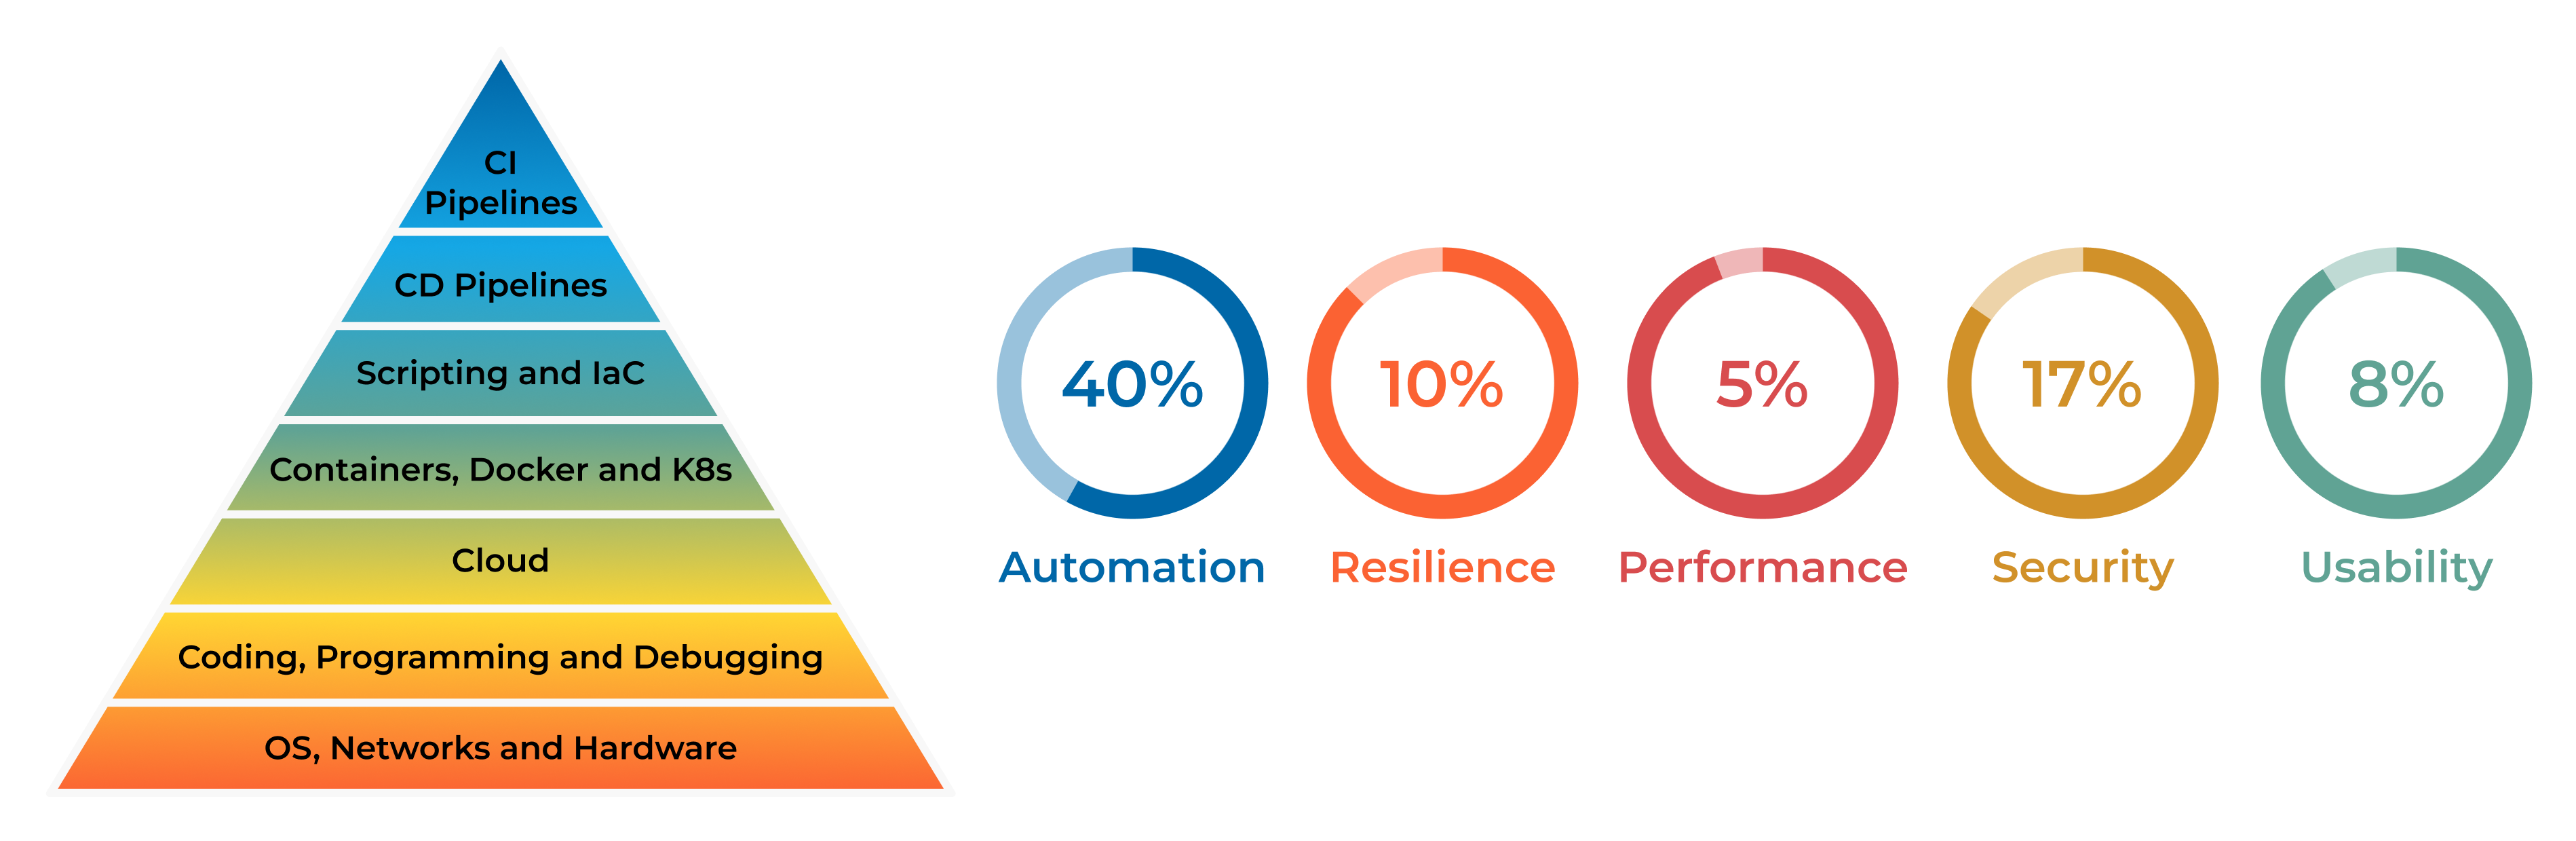 CI
Pipelines
CD Pipelines
Scripting and IaC
Containers, Docker and K8s
Cloud
Coding, Programming and Debugging
OS, Networks and Hardware
40%
Automation
10%
Resilience
5%
Performance
17%
Security
8%
Usability